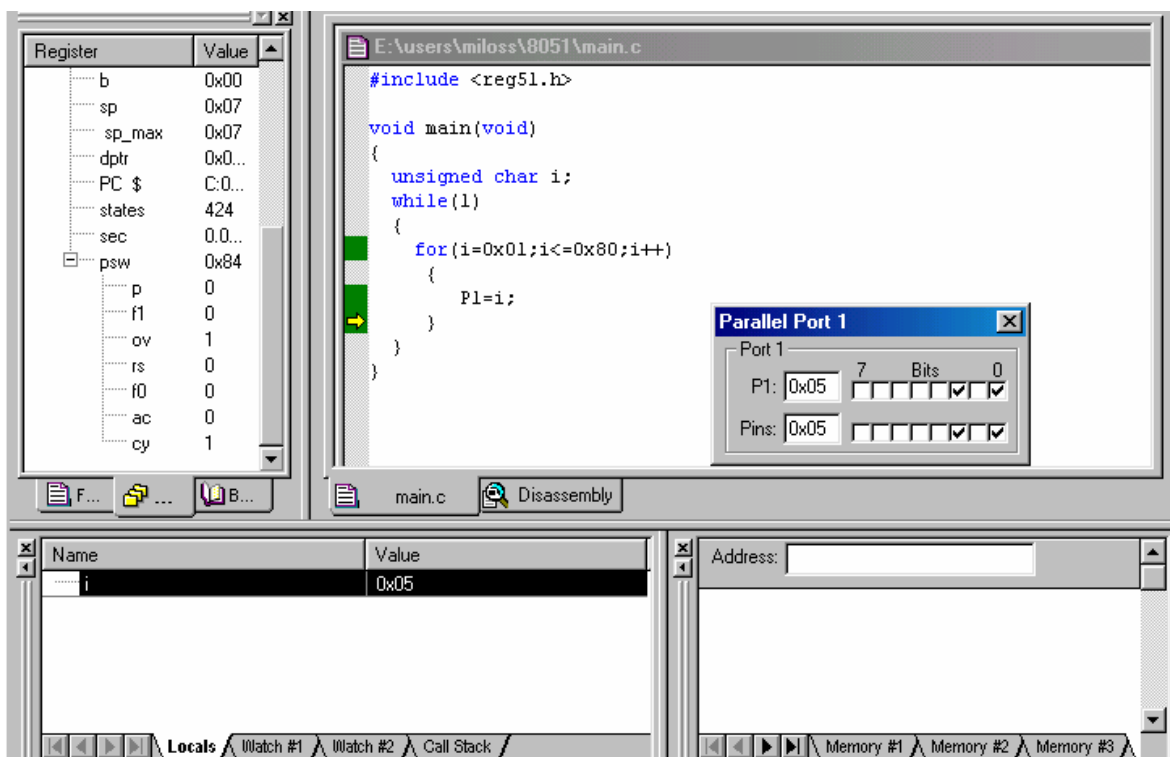 Register Value
b 0x00
sp 0x07
sp_max 0x07
dptr 0x0...
PC $ C:0...
states 424
sec 0.0...
psw 0x84
p 0
f1 0
ov 1
rs 0
f0 0
ac 0
cy 1
F... ... B...
E:\users\miloss\8051\main.c
#include <reg51.h>
void main(void)
{
unsigned char i;
while(1)
{
for(i=0x01;i<=0x80;i++)
{
P1=i;
}
}
}
Parallel Port 1
Port 1
7 Bits 0
P1: 0x05
Pins: 0x05
main.c Disassembly
Name Value
i 0x05
Locals Watch #1 Watch #2 Call Stack
Address:
Memory #1 Memory #2 Memory #3